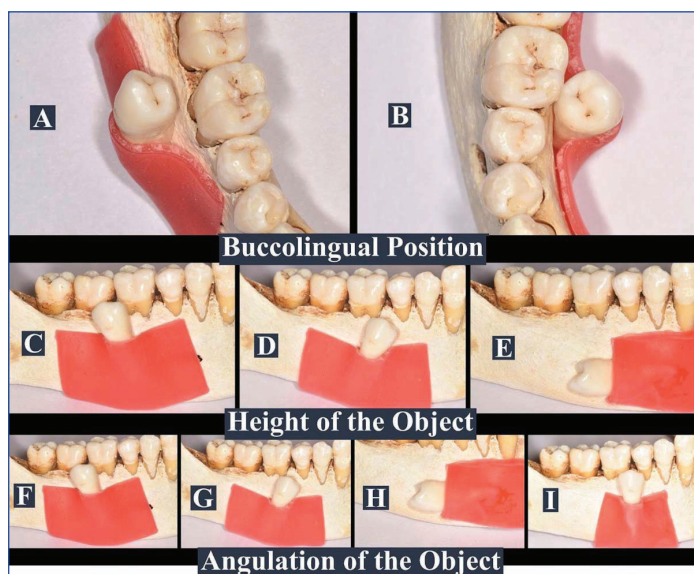 A
B
Buccolingual Position
C
D
E
Height of the Object
F
G
H
I
Angulation of the Object